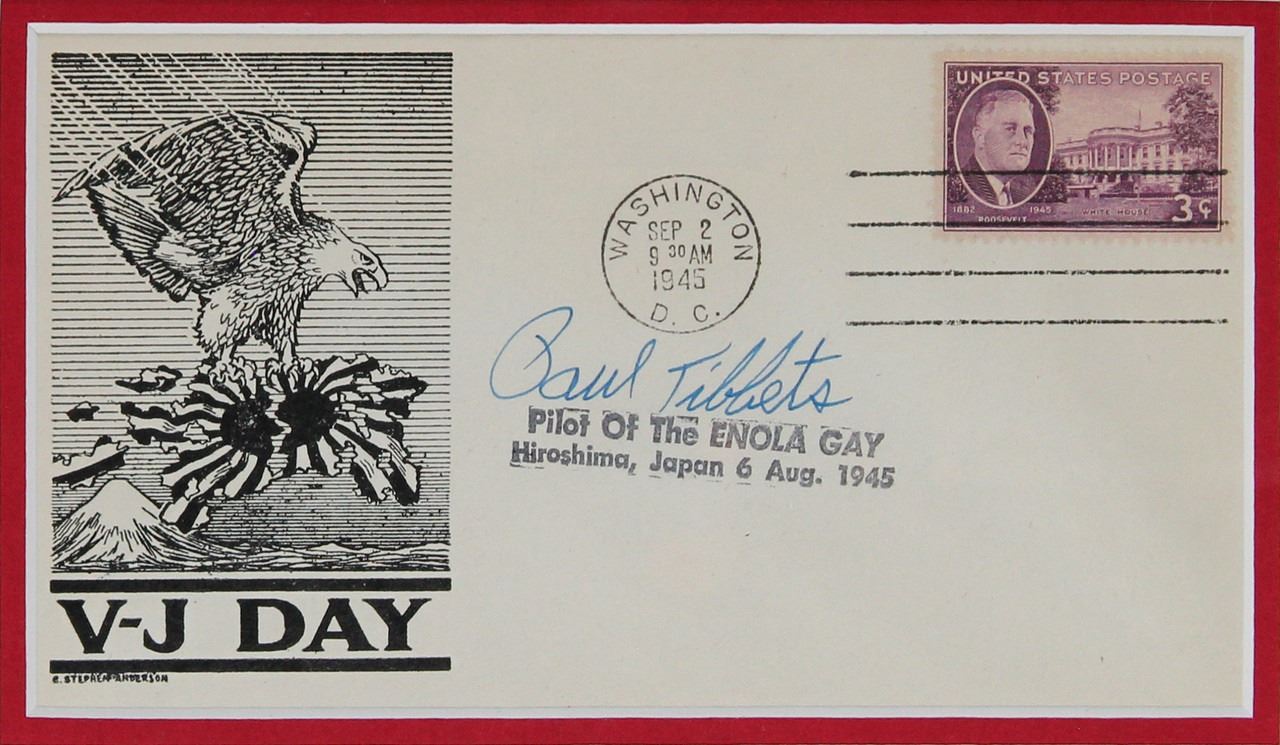 UNITED STATES POSTAGE
1882 1945
ROOSEVELT
WHITE HOUSE
3¢
WASHINGTON
SEP 2
9 30 AM
1945
D. C.
Paul Tibbets
Pilot Of The ENOLA GAY
Hiroshima, Japan 6 Aug. 1945
V-J DAY
C. STEPHEN ANDERSON